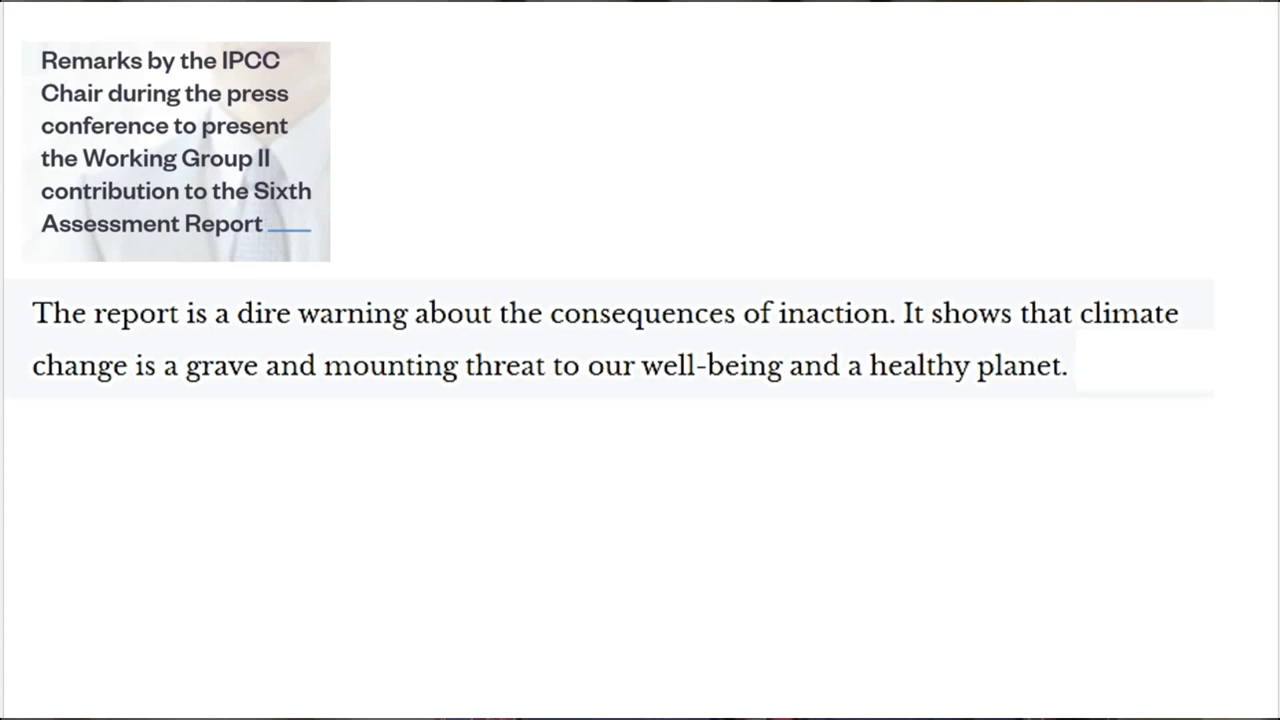 Remarks by the IPCC
Chair during the press
conference to present
the Working Group II
contribution to the Sixth
Assessment Report
The report is a dire warning about the consequences of inaction. It shows that climate
change is a grave and mounting threat to our well-being and a healthy planet.